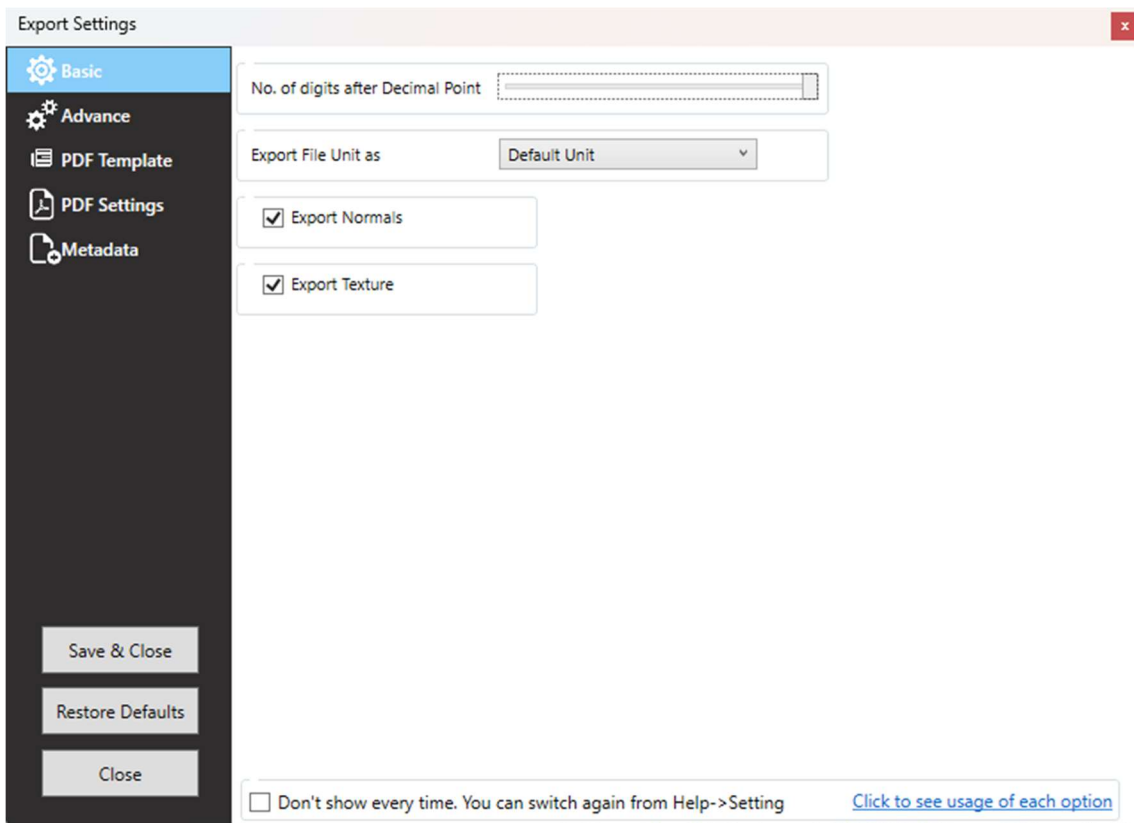 Export Settings
x
Basic
Advance
PDF Template
PDF Settings
Metadata
No. of digits after Decimal Point
Export File Unit as
Default Unit
Export Normals
Export Texture
Save & Close
Restore Defaults
Close
Don't show every time. You can switch again from Help->Setting
Click to see usage of each option